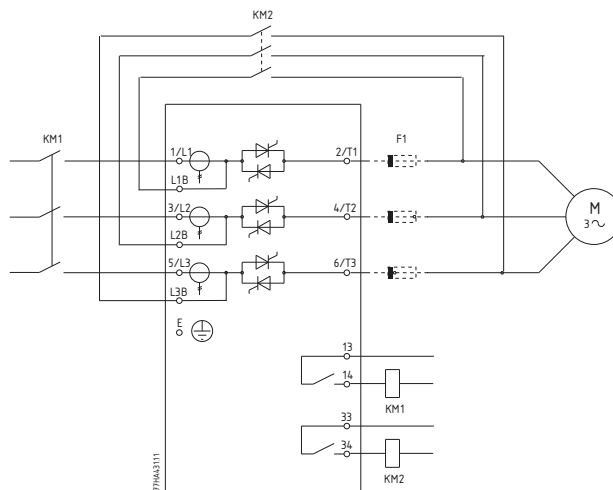 KM2
KM1
F1
1/L1
2/T1
L1B
3/L2
4/T2
L2B
5/L3
6/T3
L3B
E
M
3∿
13
14
KM1
33
34
KM2
77HA43111